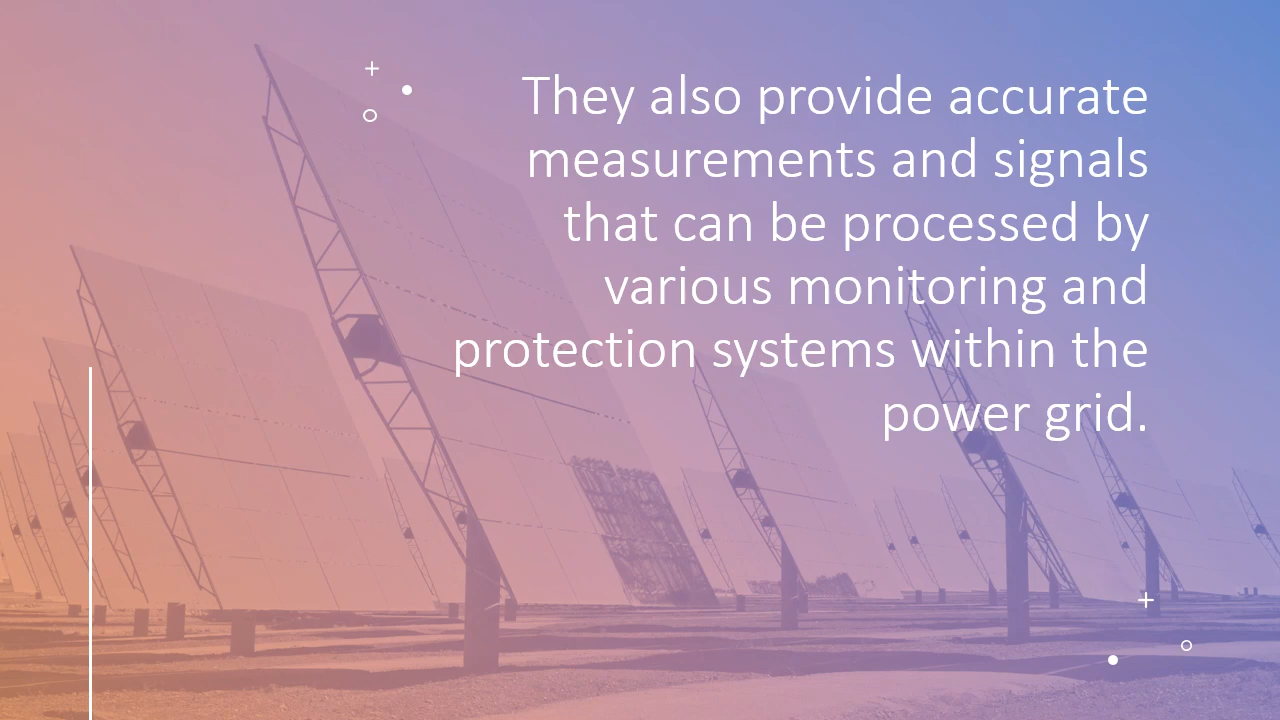 They also provide accurate
measurements and signals
that can be processed by
various monitoring and
protection systems within the
power grid.